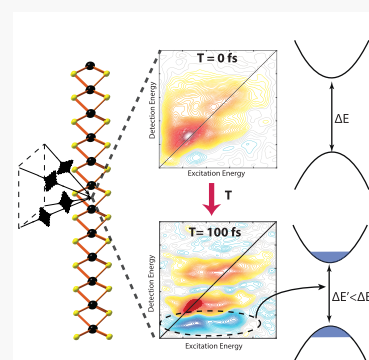 T = 0 fs
Detection Energy
Excitation Energy
ΔE
T
T= 100 fs
Detection Energy
Excitation Energy
ΔE'<ΔE